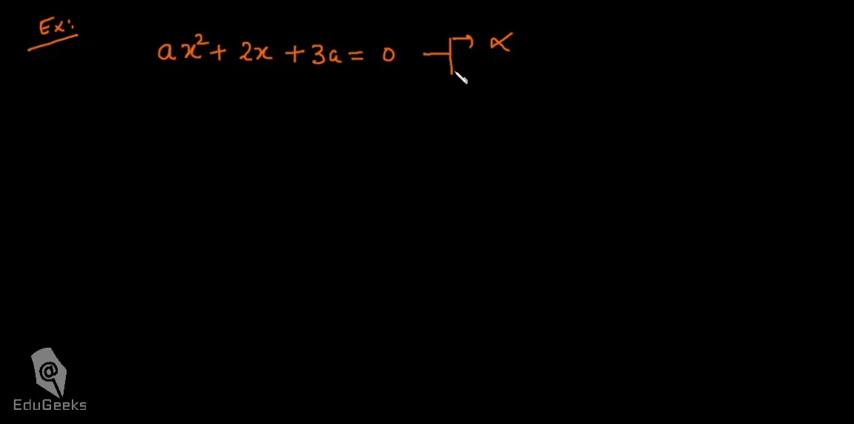 Ex:
ax² + 2x + 3a = 0 α
@
EduGeeks